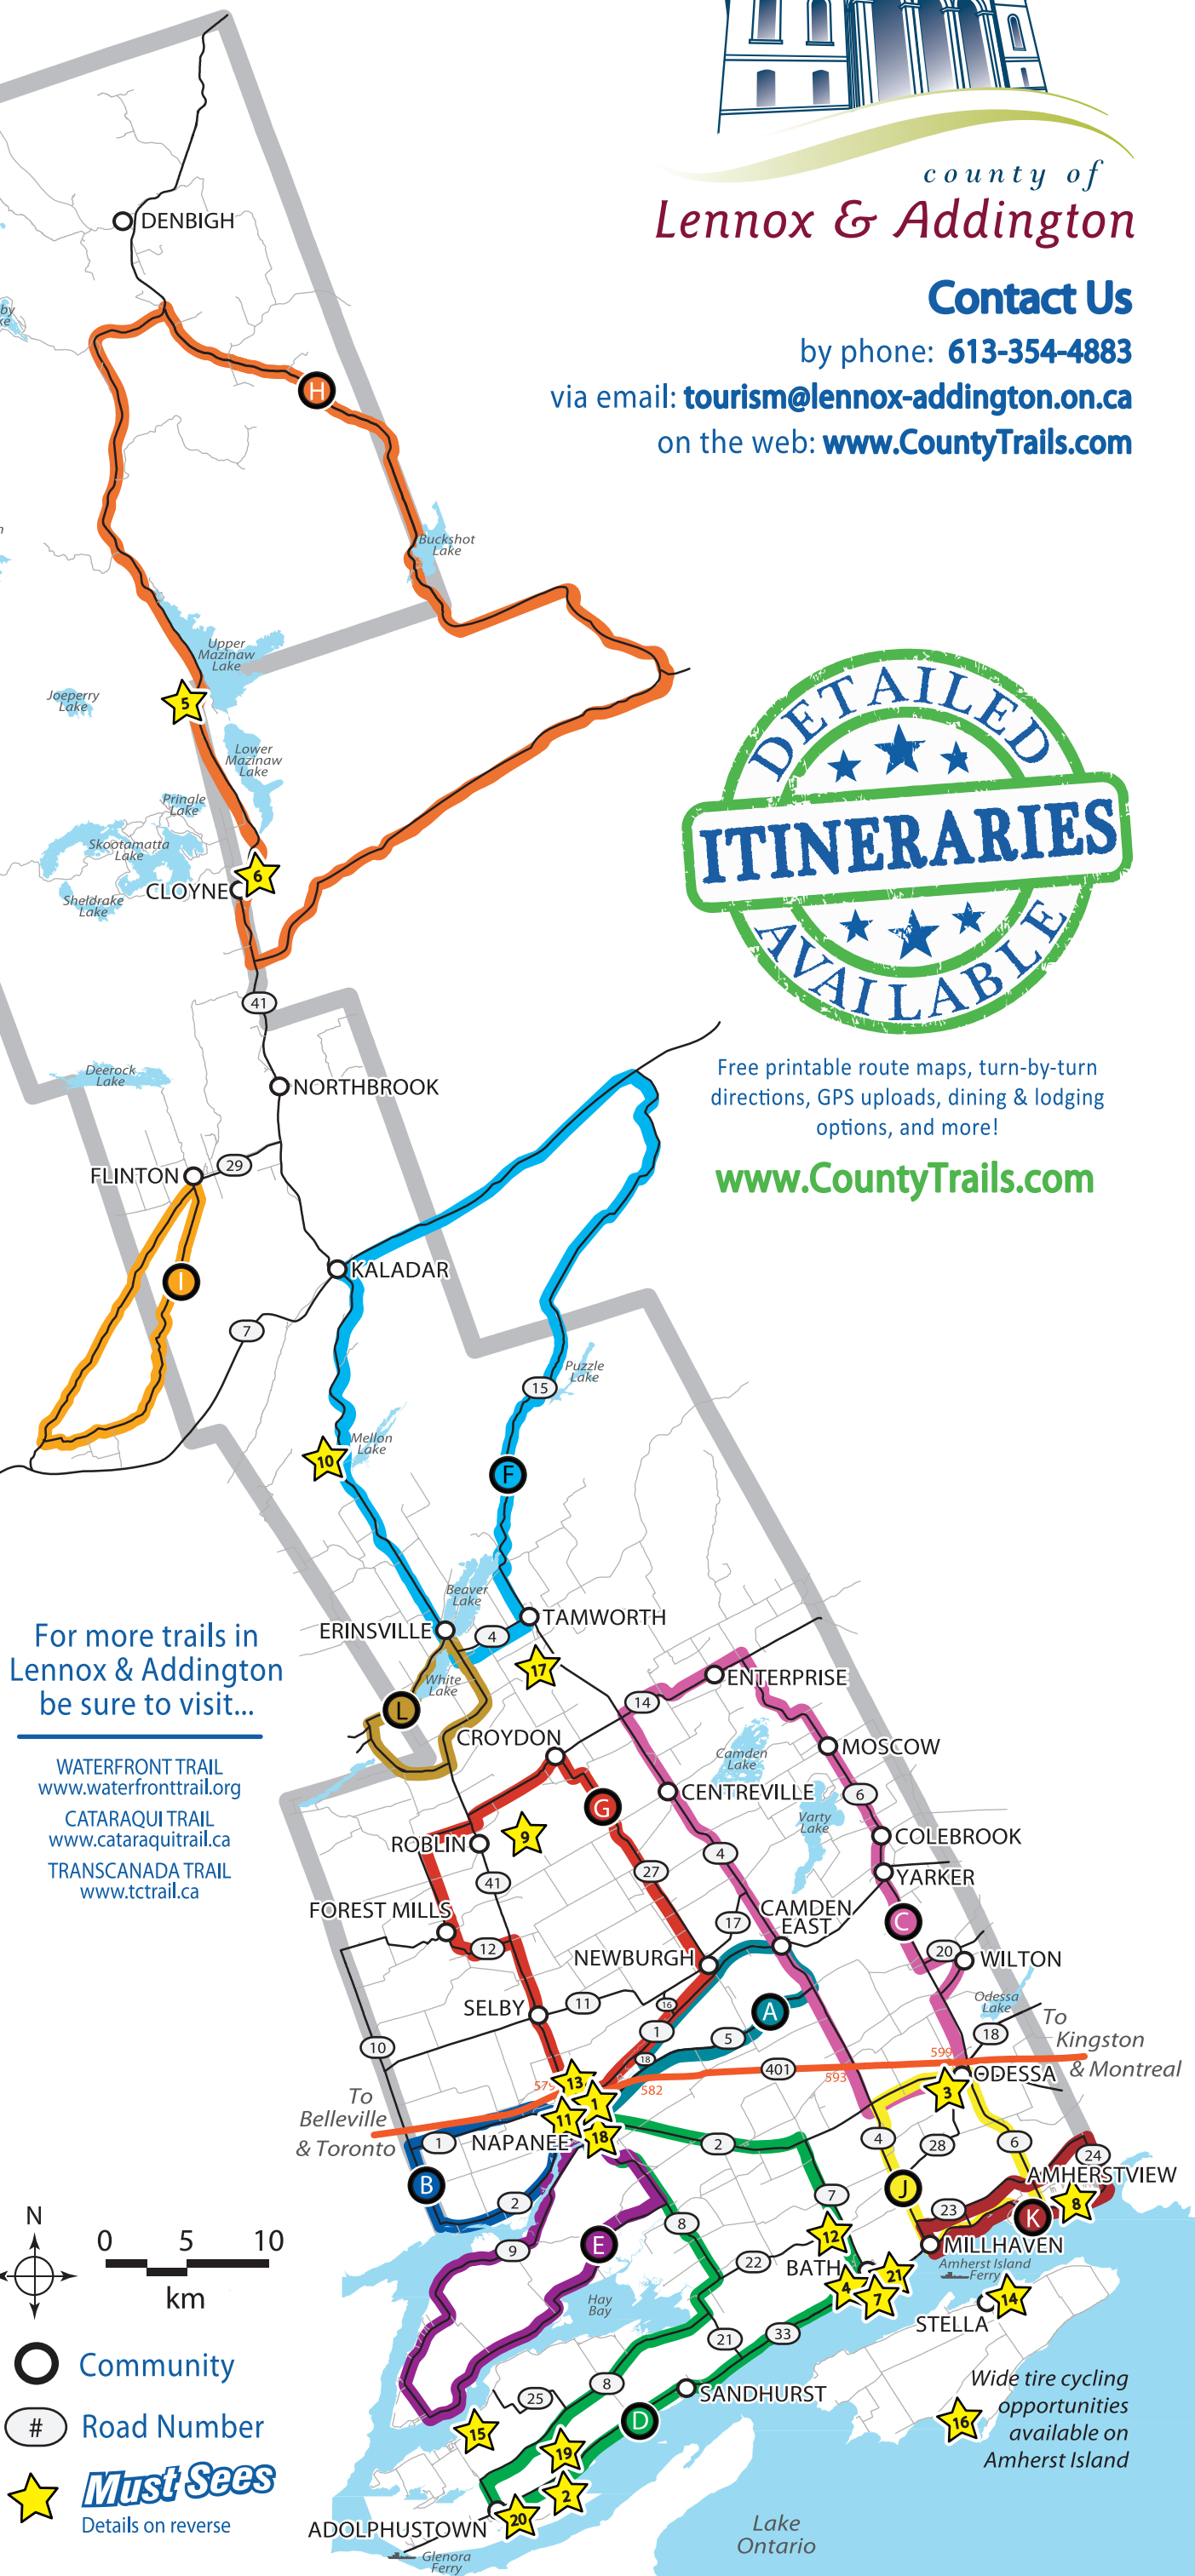 county of
Lennox & Addington
Contact Us
by phone: 613-354-4883
via email: tourism@lennox-addington.on.ca
on the web: www.CountyTrails.com
DENBIGH
H
Buckshot
Lake
Upper
Mazinaw
Lake
Joeperry
Lake
5
Lower
Mazinaw
Lake
Pringle
Lake
Skootamatta
Lake
Sheldrake
Lake
CLOYNE
6
41
DETAILED
ITINERARIES
AVAILABLE
Free printable route maps, turn-by-turn
directions, GPS uploads, dining & lodging
options, and more!
www.CountyTrails.com
Deerock
Lake
NORTHBROOK
FLINTON
29
I
KALADAR
7
Puzzle
Lake
15
Mellon
Lake
10
F
Beaver
Lake
TAMWORTH
ERINSVILLE
4
17
White
Lake
L
For more trails in
Lennox & Addington
be sure to visit...
WATERFRONT TRAIL
www.waterfronttrail.org
CATARAQUI TRAIL
www.cataraquitrail.ca
TRANSCANADA TRAIL
www.tctrail.ca
ENTERPRISE
14
CROYDON
MOSCOW
Camden
Lake
CENTREVILLE
6
G
Varty
Lake
9
ROBLIN
COLEBROOK
4
27
YARKER
41
FOREST MILLS
CAMDEN
EAST
17
C
12
20
NEWBURGH
WILTON
Odessa
Lake
SELBY
11
16
A
To
Kingston
& Montreal
18
1
5
10
18
401
599
593
582
579
ODESSA
13
1
3
11
18
To
Belleville
& Toronto
1
NAPANEE
2
4
28
6
24
AMHERSTVIEW
B
J
7
8
2
23
K
8
12
MILLHAVEN
9
E
22
BATH
21
Amherst Island
Ferry
4
7
14
Hay
Bay
STELLA
21
33
8
25
SANDHURST
D
15
19
2
20
ADOLPHUSTOWN
Glenora
Ferry
Lake
Ontario
16
Wide tire cycling
opportunities
available on
Amherst Island
N
0 5 10
km
Community
# Road Number
Must Sees
Details on reverse